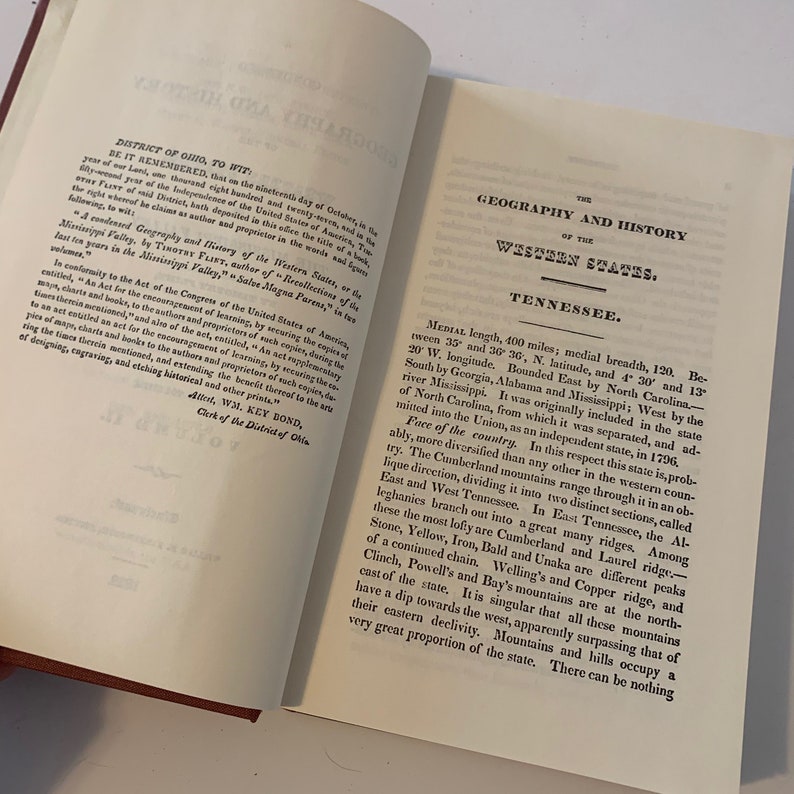 DISTRICT OF OHIO, TO WIT:
BE IT REMEMBERED, that on the nineteenth day of October, in the
year of our Lord, one thousand eight hundred and twenty-seven, and in the
fifty-second year of the Independence of the United States of America, TIM-
OTHY FLINT of said District, hath deposited in this office the title of a book,
the right whereof he claims as author and proprietor in the words and figures
following, to wit:
"A condensed Geography and History of the Western States, or the
Mississippi Valley, by TIMOTHY FLINT, author of "Recollections of the
last ten years in the Mississippi Valley," "Salve Magna Parens," in two
volumes."
In conformity to the Act of the Congress of the United States of America,
entitled, "An Act for the encouragement of learning, by securing the copies of
maps, charts and books, to the authors and proprietors of such copies, during the
times therein mentioned," and also of the act, entitled, "An act supplementary
to an act entitled an act for the encouragement of learning, by securing the co-
pies of maps, charts and books to the authors and proprietors of such copies, du-
ring the times therein mentioned, and extending the benefit thereof to the arts
of designing, engraving, and etching historical and other prints."
Attest, WM. KEY BOND,
Clerk of the District of Ohio.
THE
GEOGRAPHY AND HISTORY
OF THE
WESTERN STATES.
TENNESSEE.
MEDIAL length, 400 miles; medial breadth, 120. Be-
tween 35° and 36° 36', N. latitude, and 4° 30' and 13°
20' W. longitude. Bounded East by North Carolina,—
South by Georgia, Alabama and Mississippi; West by the
river Mississippi. It was originally included in the state
of North Carolina, from which it was separated, and ad-
mitted into the Union, as an independent state, in 1796.
Face of the country. In this respect this state is, prob-
ably, more diversified than any other in the western coun-
try. The Cumberland mountains range through it in an ob-
lique direction, dividing it into two distinct sections, called
East and West Tennessee. In East Tennessee, the Al-
leghanies branch out into a great many ridges. Among
these the most lofty are Cumberland and Laurel ridge.—
Stone, Yellow, Iron, Bald and Unaka are different peaks
of a continued chain. Welling's and Copper ridge, and
Clinch, Powell's and Bay's mountains are at the north-
east of the state. It is singular that all these mountains
have a dip towards the west, apparently surpassing that of
their eastern declivity. Mountains and hills occupy a
very great proportion of the state. There can be nothing